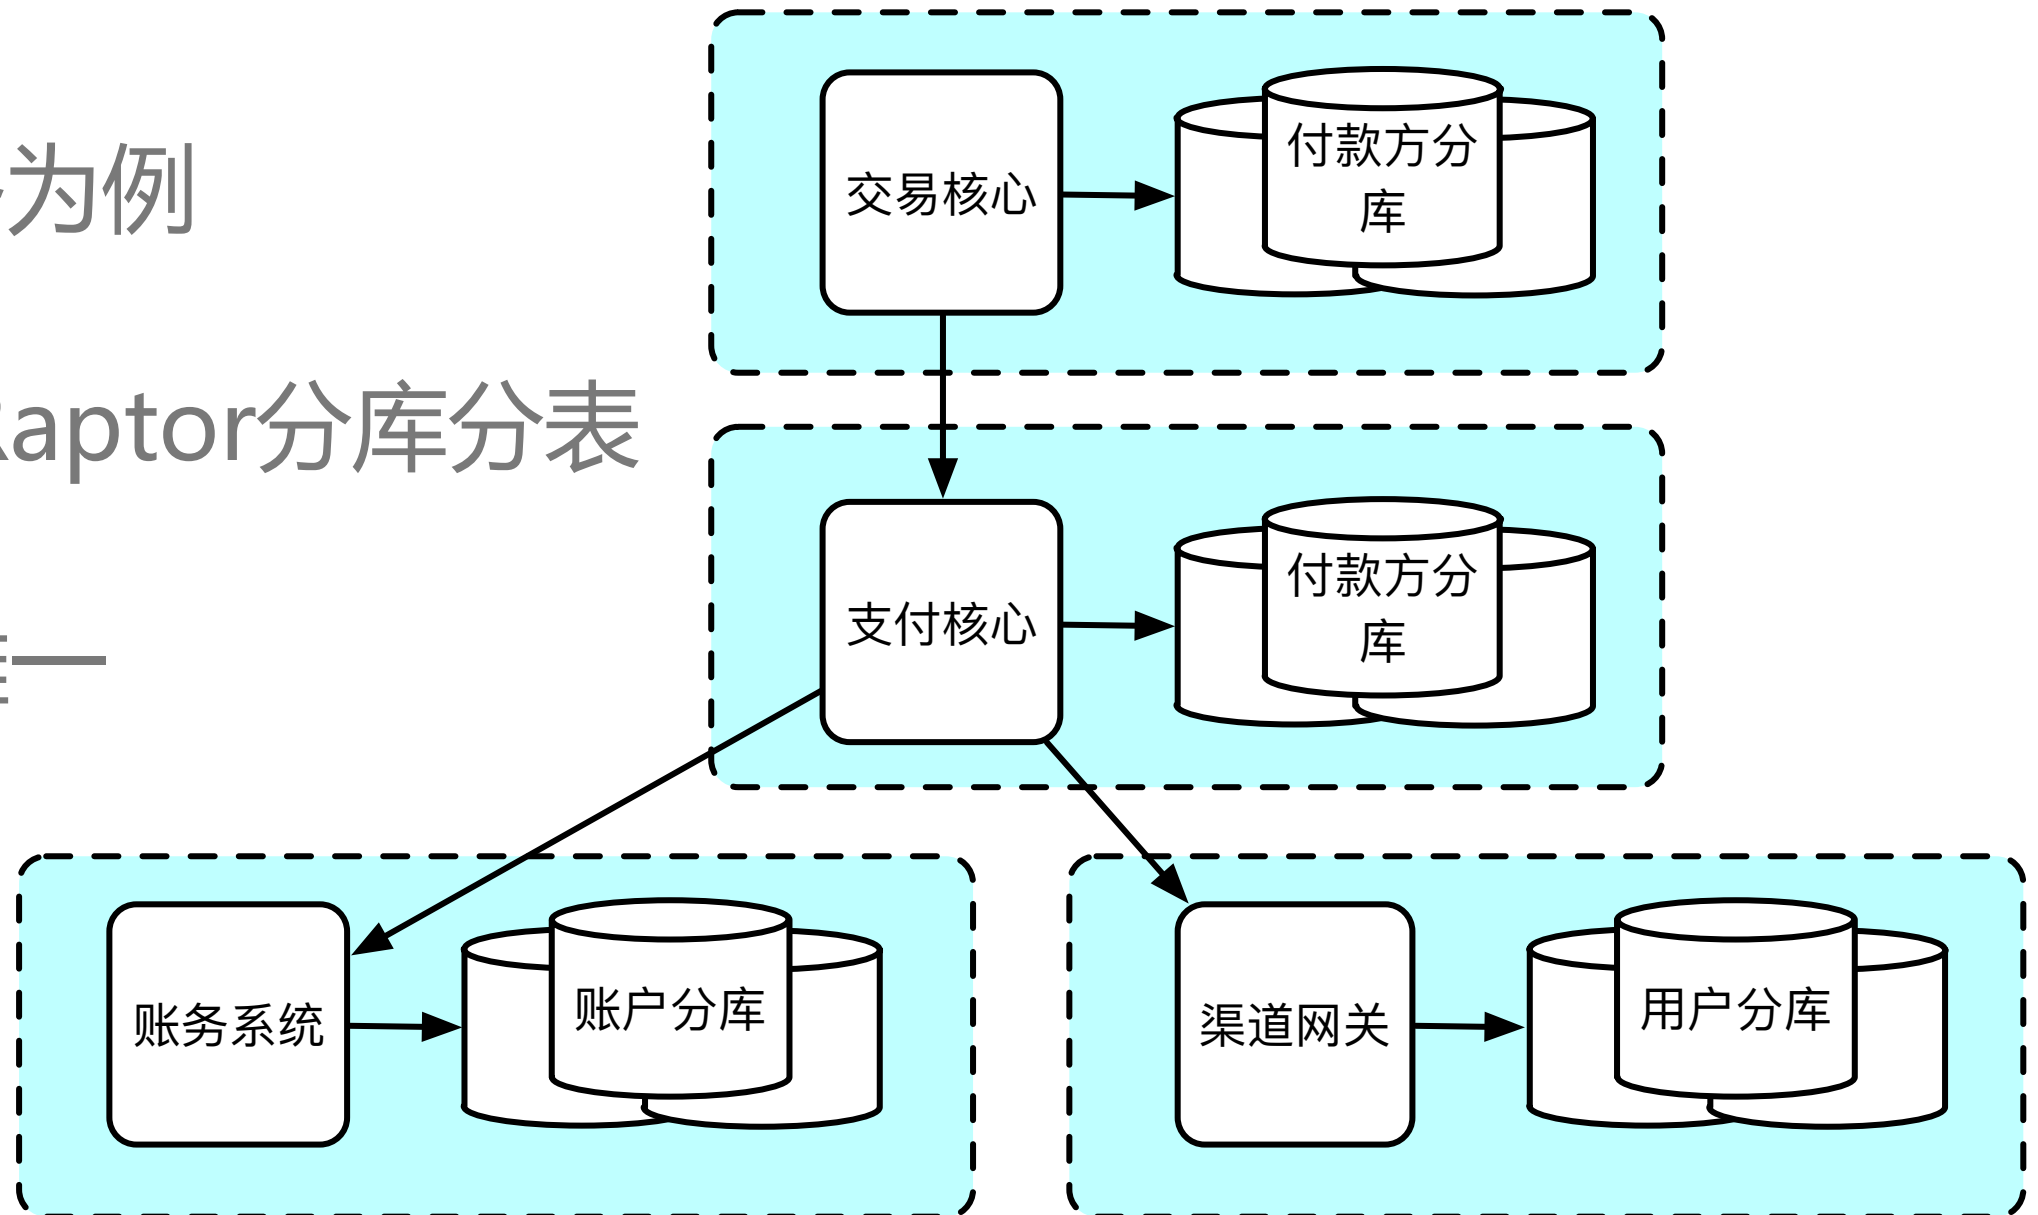 为例
Raptor分库分表
一
交易核心
付款方分
库
支付核心
付款方分
库
账务系统
账户分库
渠道网关
用户分库